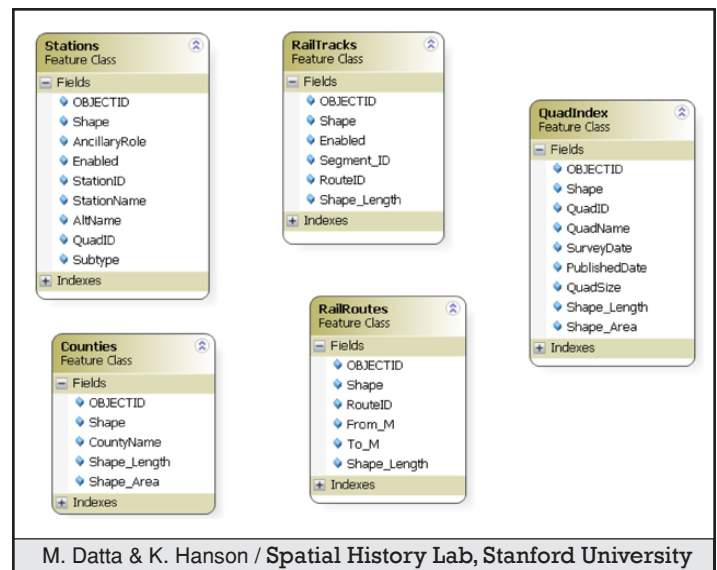 Stations
Feature Class
Fields
OBJECTID
Shape
AncillaryRole
Enabled
StationID
StationName
AltName
QuadID
Subtype
Indexes
RailTracks
Feature Class
Fields
OBJECTID
Shape
Enabled
Segment_ID
RouteID
Shape_Length
Indexes
QuadIndex
Feature Class
Fields
OBJECTID
Shape
QuadID
QuadName
SurveyDate
PublishedDate
QuadSize
Shape_Length
Shape_Area
Indexes
Counties
Feature Class
Fields
OBJECTID
Shape
CountyName
Shape_Length
Shape_Area
Indexes
RailRoutes
Feature Class
Fields
OBJECTID
Shape
RouteID
From_M
To_M
Shape_Length
Indexes
M. Datta & K. Hanson / Spatial History Lab, Stanford University